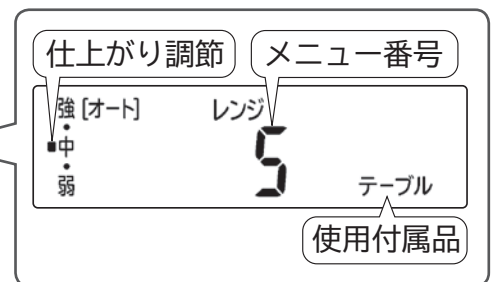 仕上がり調節 メニュー番号
強 [オート] レンジ
中 5
弱 テーブル
使用付属品